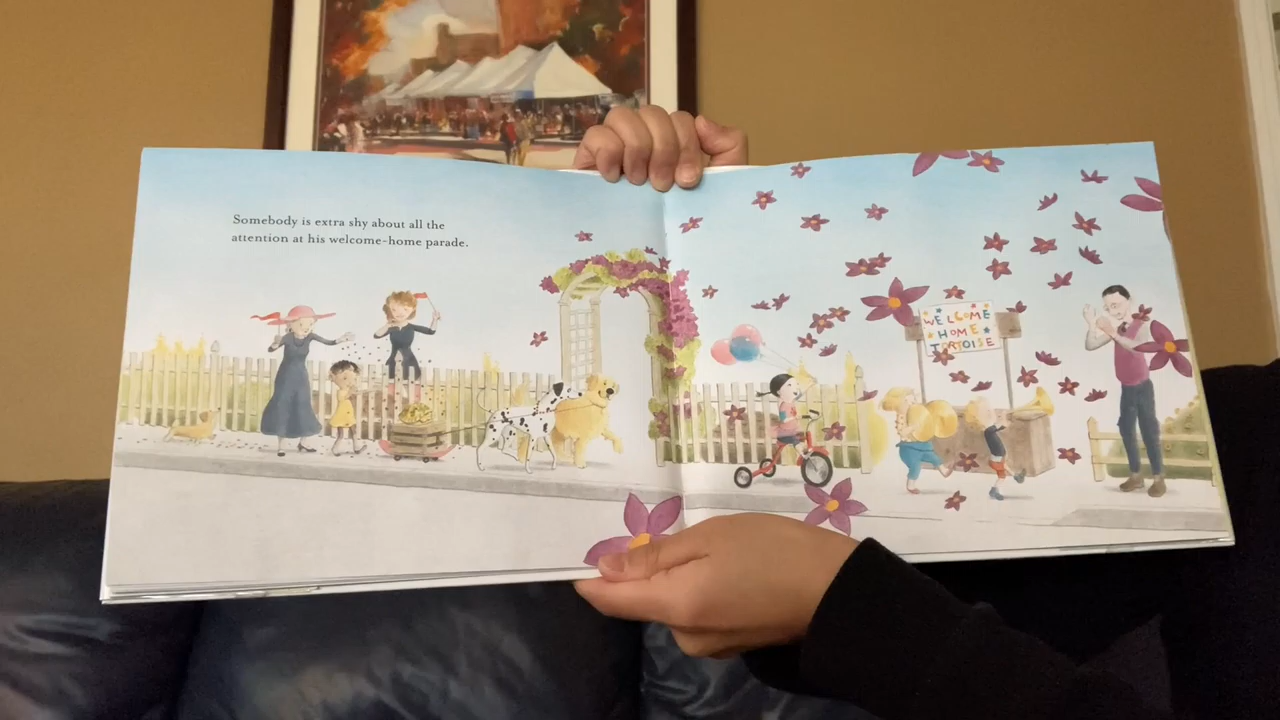 Somebody is extra shy about all the
attention at his welcome-home parade.
WELCOME
HOME
TORTOISE